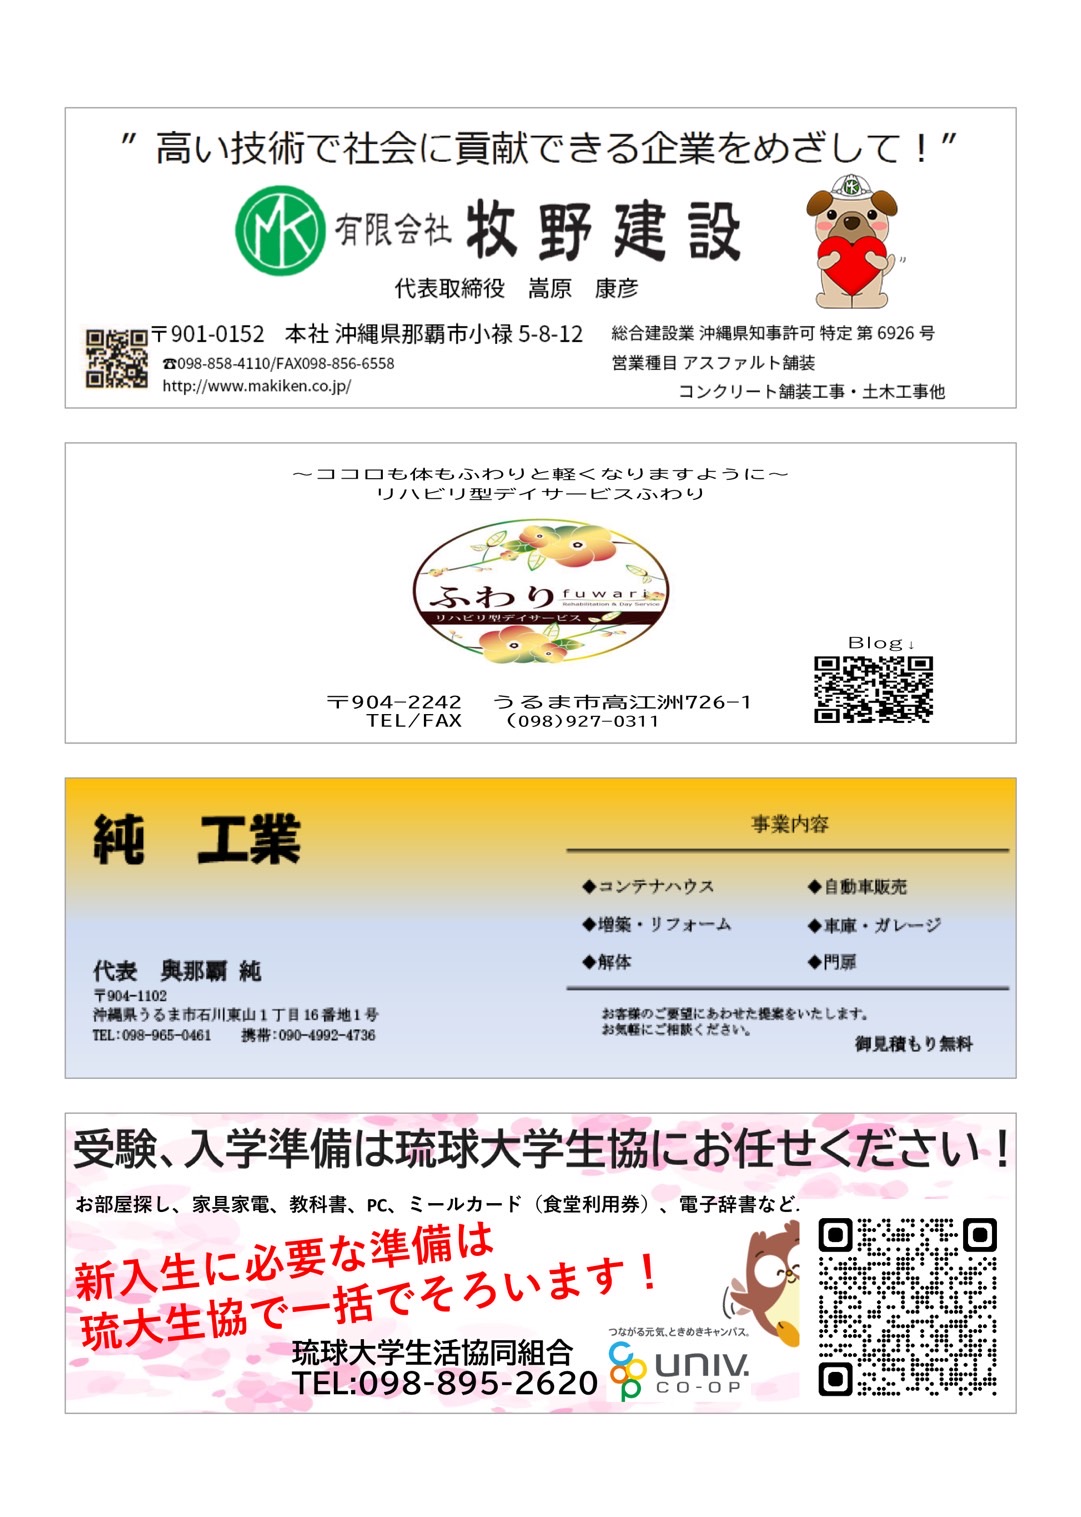 ” 高い技術で社会に貢献できる企業をめざして！”
MK 有限会社 牧野建設
代表取締役　嵩原　康彦
〒901-0152　本社 沖縄県那覇市小禄 5-8-12
☎098-858-4110/FAX098-856-6558
http://www.makiken.co.jp/
総合建設業 沖縄県知事許可 特定 第 6926 号
営業種目 アスファルト舗装
コンクリート舗装工事・土木工事他
～ココロも体もふわりと軽くなりますように～
リハビリ型デイサービスふわり
ふわり fuwari
Rehabilitation & Day Service
リハビリ型デイサービス
Blog↓
〒904−2242　うるま市高江洲726−1
TEL/FAX　（098）927−0311
純　工業
代表　與那覇 純
〒904−1102
沖縄県うるま市石川東山１丁目16番地1号
TEL：098−965−0461　携帯：090−4992−4736
事業内容
◆コンテナハウス　◆自動車販売
◆増築・リフォーム　◆車庫・ガレージ
◆解体　◆門扉
お客様のご要望にあわせた提案をいたします。
お気軽にご相談ください。
御見積もり無料
受験、入学準備は琉球大学生協にお任せください！
お部屋探し、家具家電、教科書、PC、ミールカード（食堂利用券）、電子辞書など.
新入生に必要な準備は
琉大生協で一括でそろいます！
琉球大学生活協同組合
TEL:098-895-2620
つながる元気、ときめきキャンパス。
coop UNIV.
CO-OP